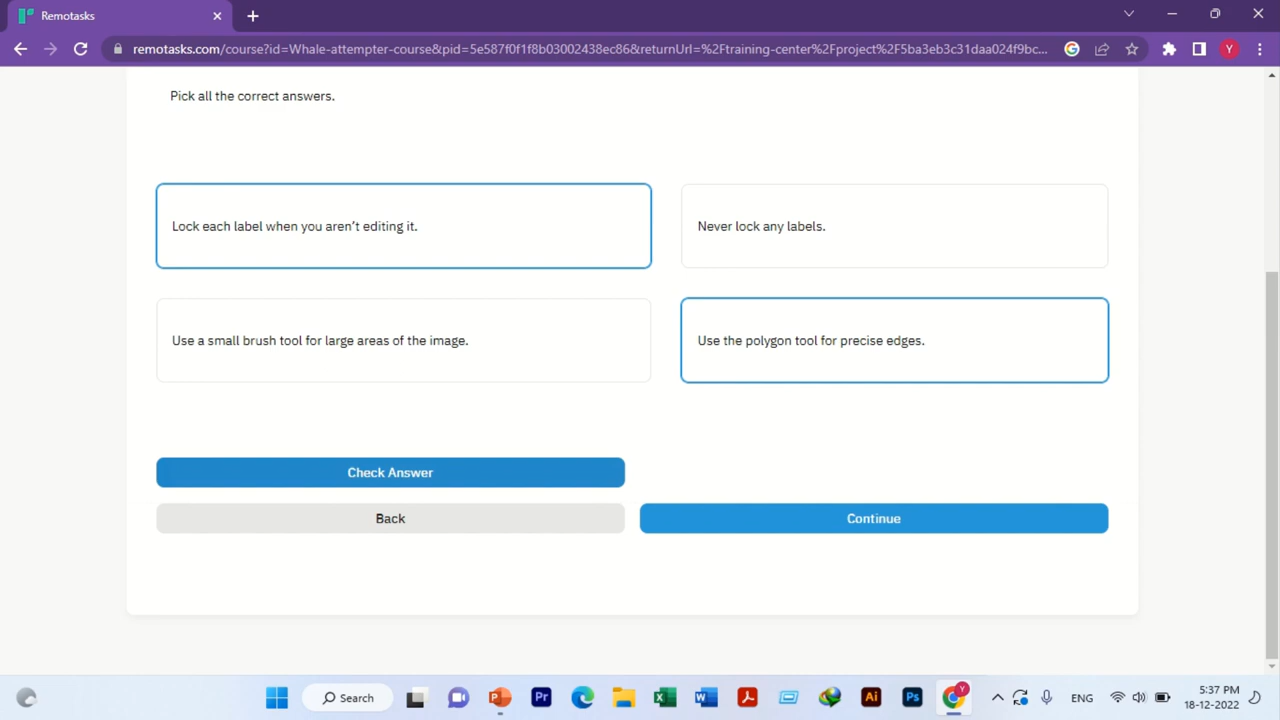 Remotasks
remotasks.com/course?id=Whale-attempter-course&pid=5e587f0f1f8b03002438ec86&returnUrl=%2Ftraining-center%2Fproject%2F5ba3eb3c31daa024f9bc...
Y
Pick all the correct answers.
Lock each label when you aren’t editing it.
Never lock any labels.
Use a small brush tool for large areas of the image.
Use the polygon tool for precise edges.
Check Answer
Back
Continue
Search
Pr
Ai
Ps
Y
ENG
5:37 PM
18-12-2022